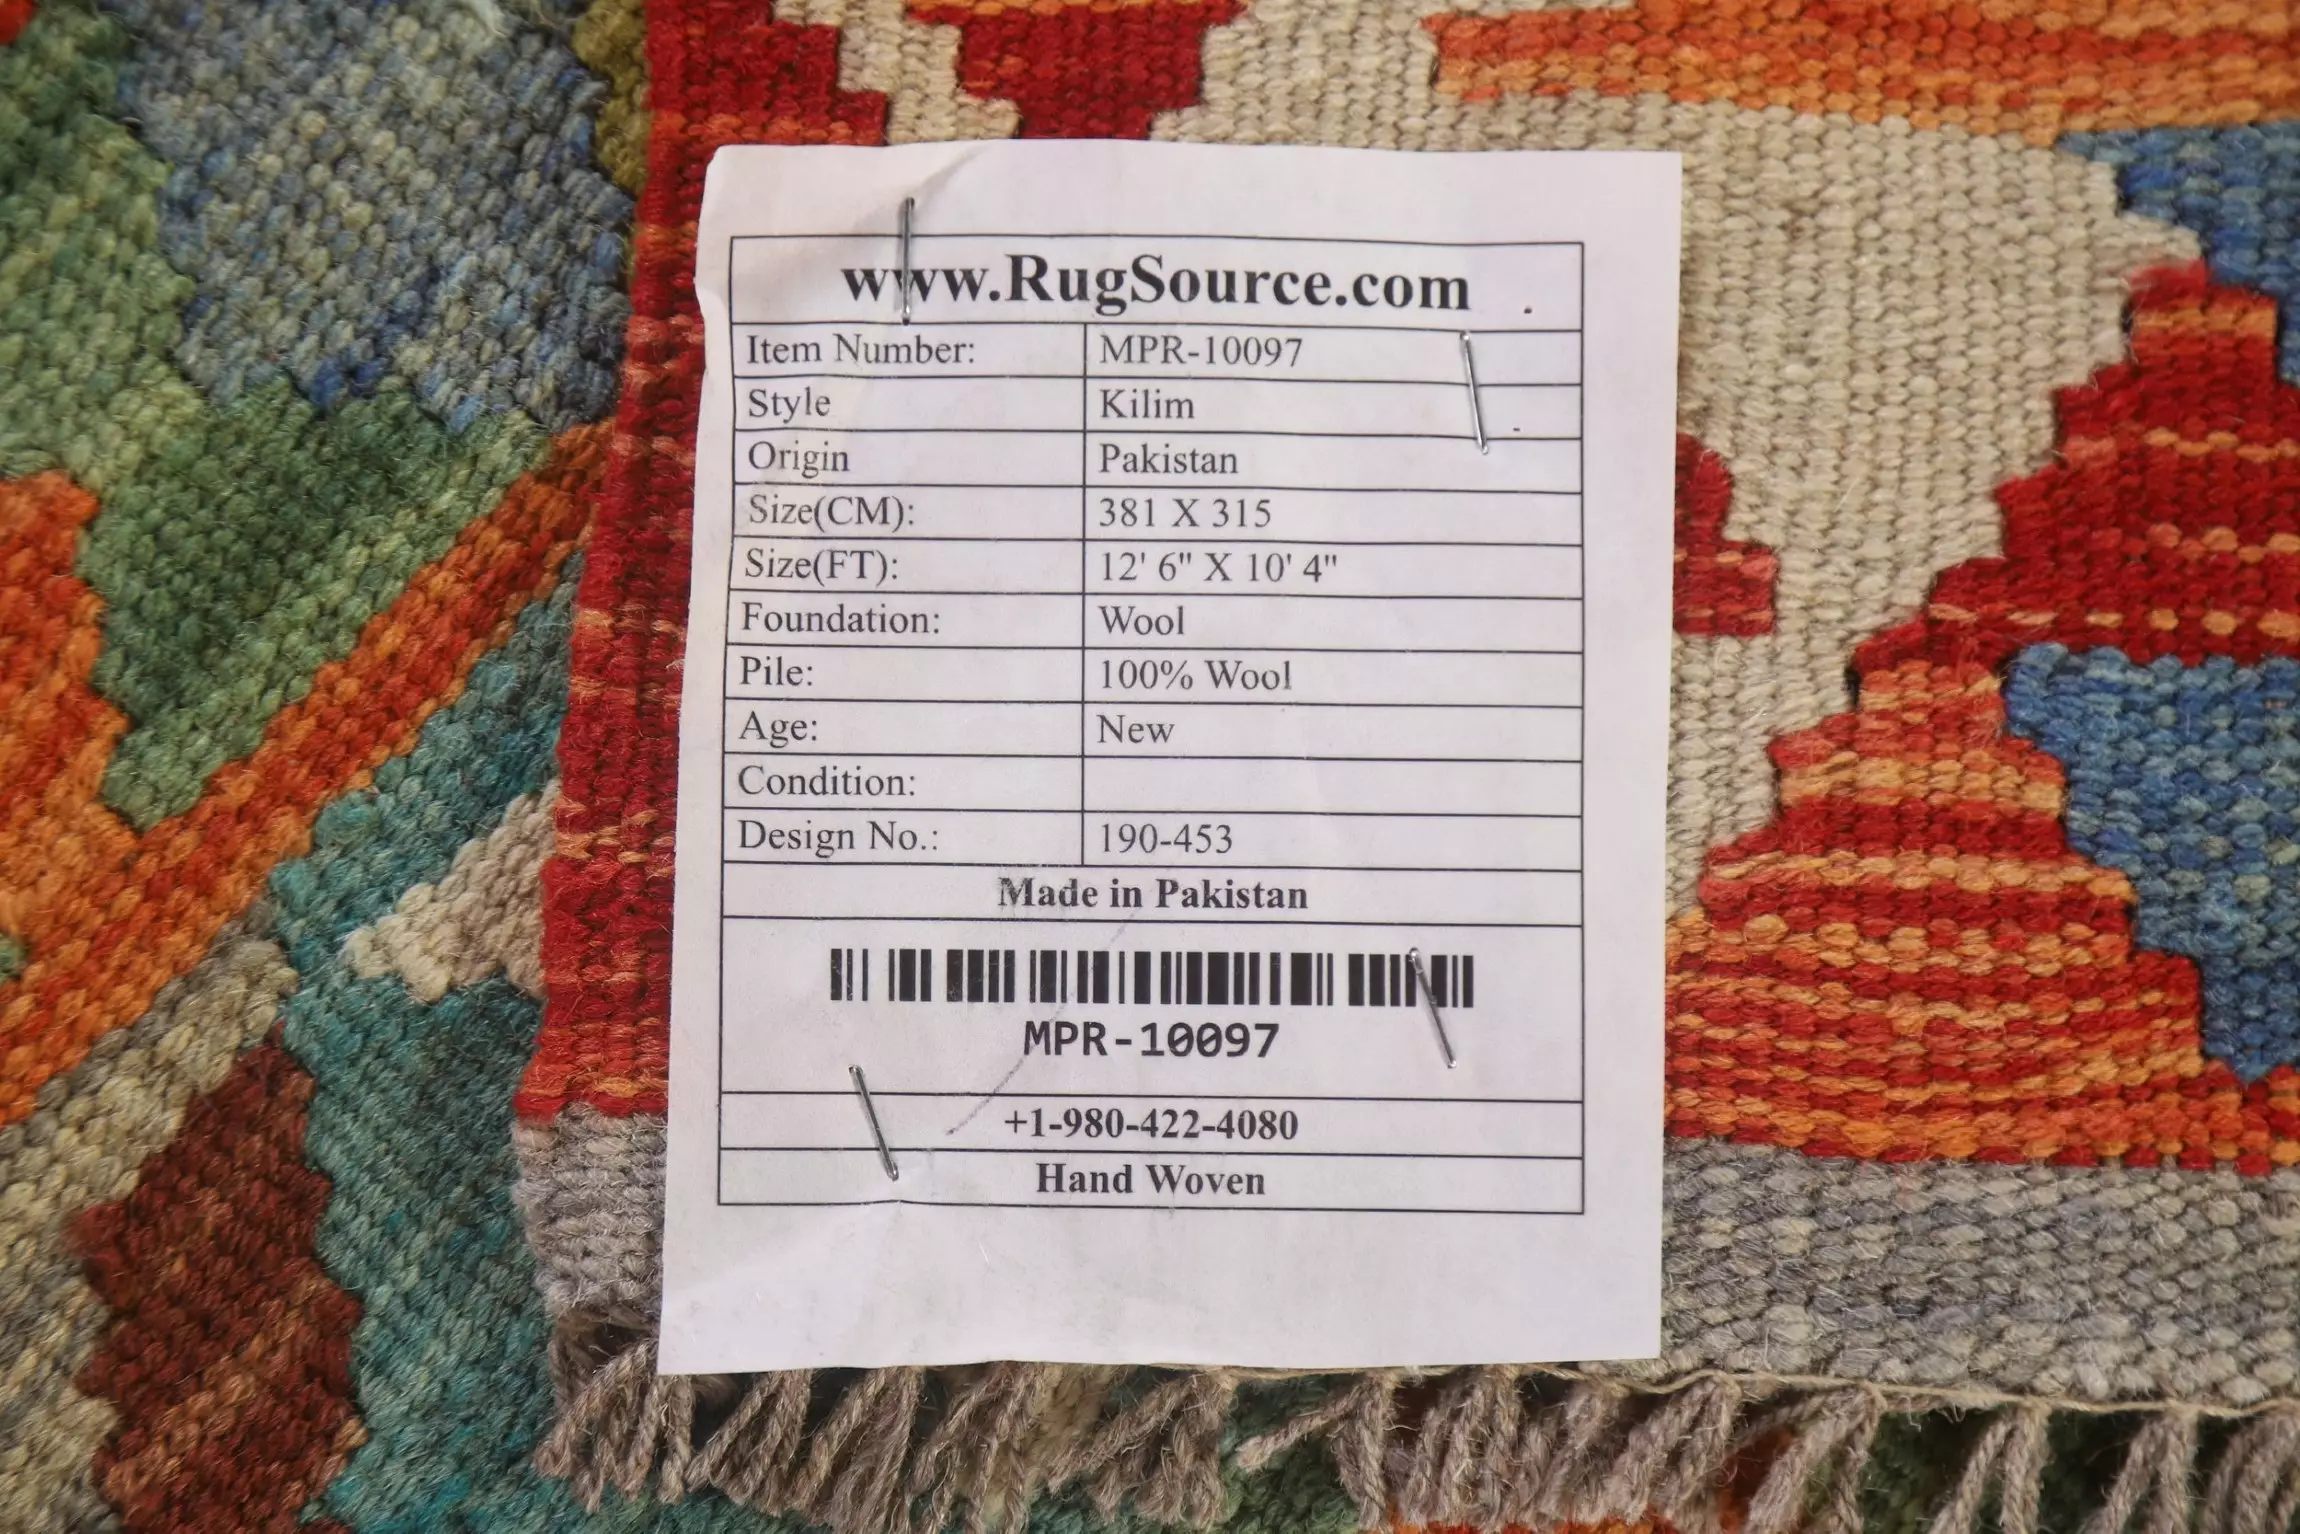 www.RugSource.com
Item Number: MPR-10097
Style Kilim
Origin Pakistan
Size(CM): 381 X 315
Size(FT): 12' 6" X 10' 4"
Foundation: Wool
Pile: 100% Wool
Age: New
Condition:
Design No.: 190-453
Made in Pakistan
MPR-10097
+1-980-422-4080
Hand Woven